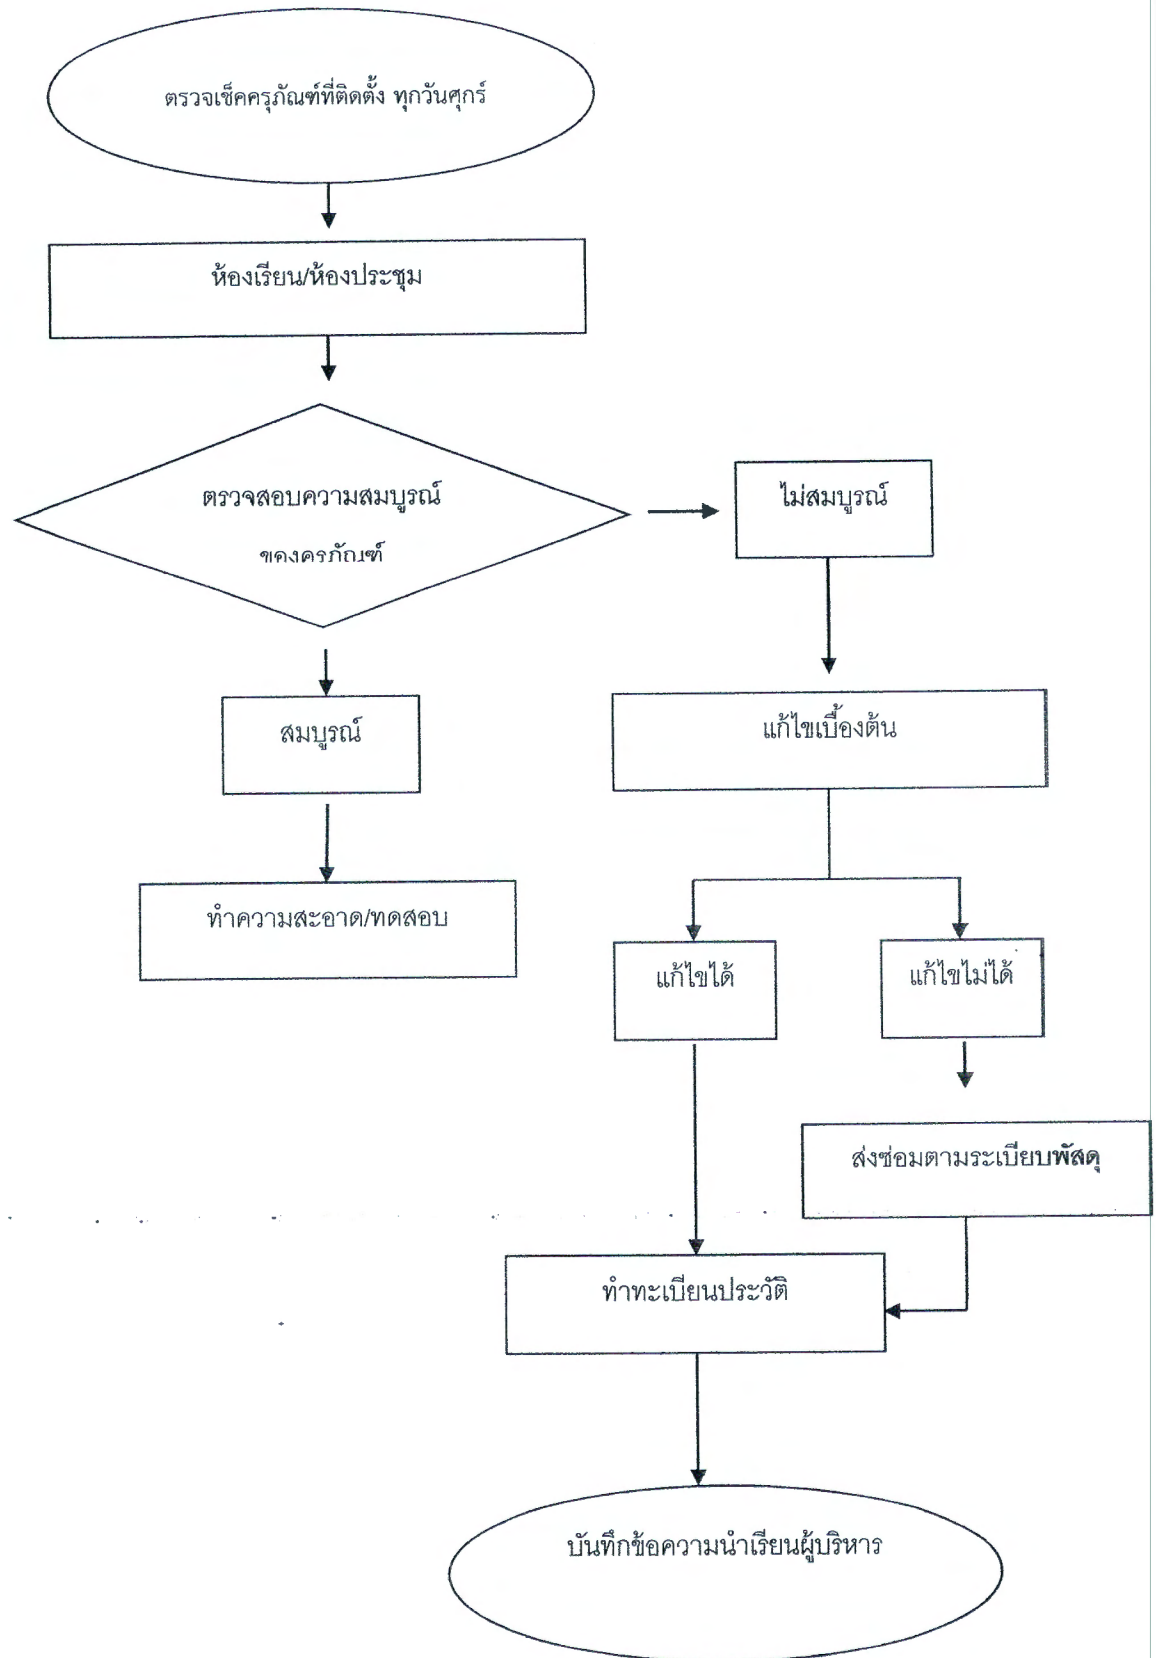 ตรวจเช็คครุภัณฑ์ที่ติดตั้ง ทุกวันศุกร์
ห้องเรียน/ห้องประชุม
ตรวจสอบความสมบูรณ์
ของครุภัณฑ์
ไม่สมบูรณ์
สมบูรณ์
แก้ไขเบื้องต้น
ทำความสะอาด/ทดสอบ
แก้ไขได้
แก้ไขไม่ได้
ส่งซ่อมตามระเบียบพัสดุ
ทำทะเบียนประวัติ
บันทึกข้อความนำเรียนผู้บริหาร